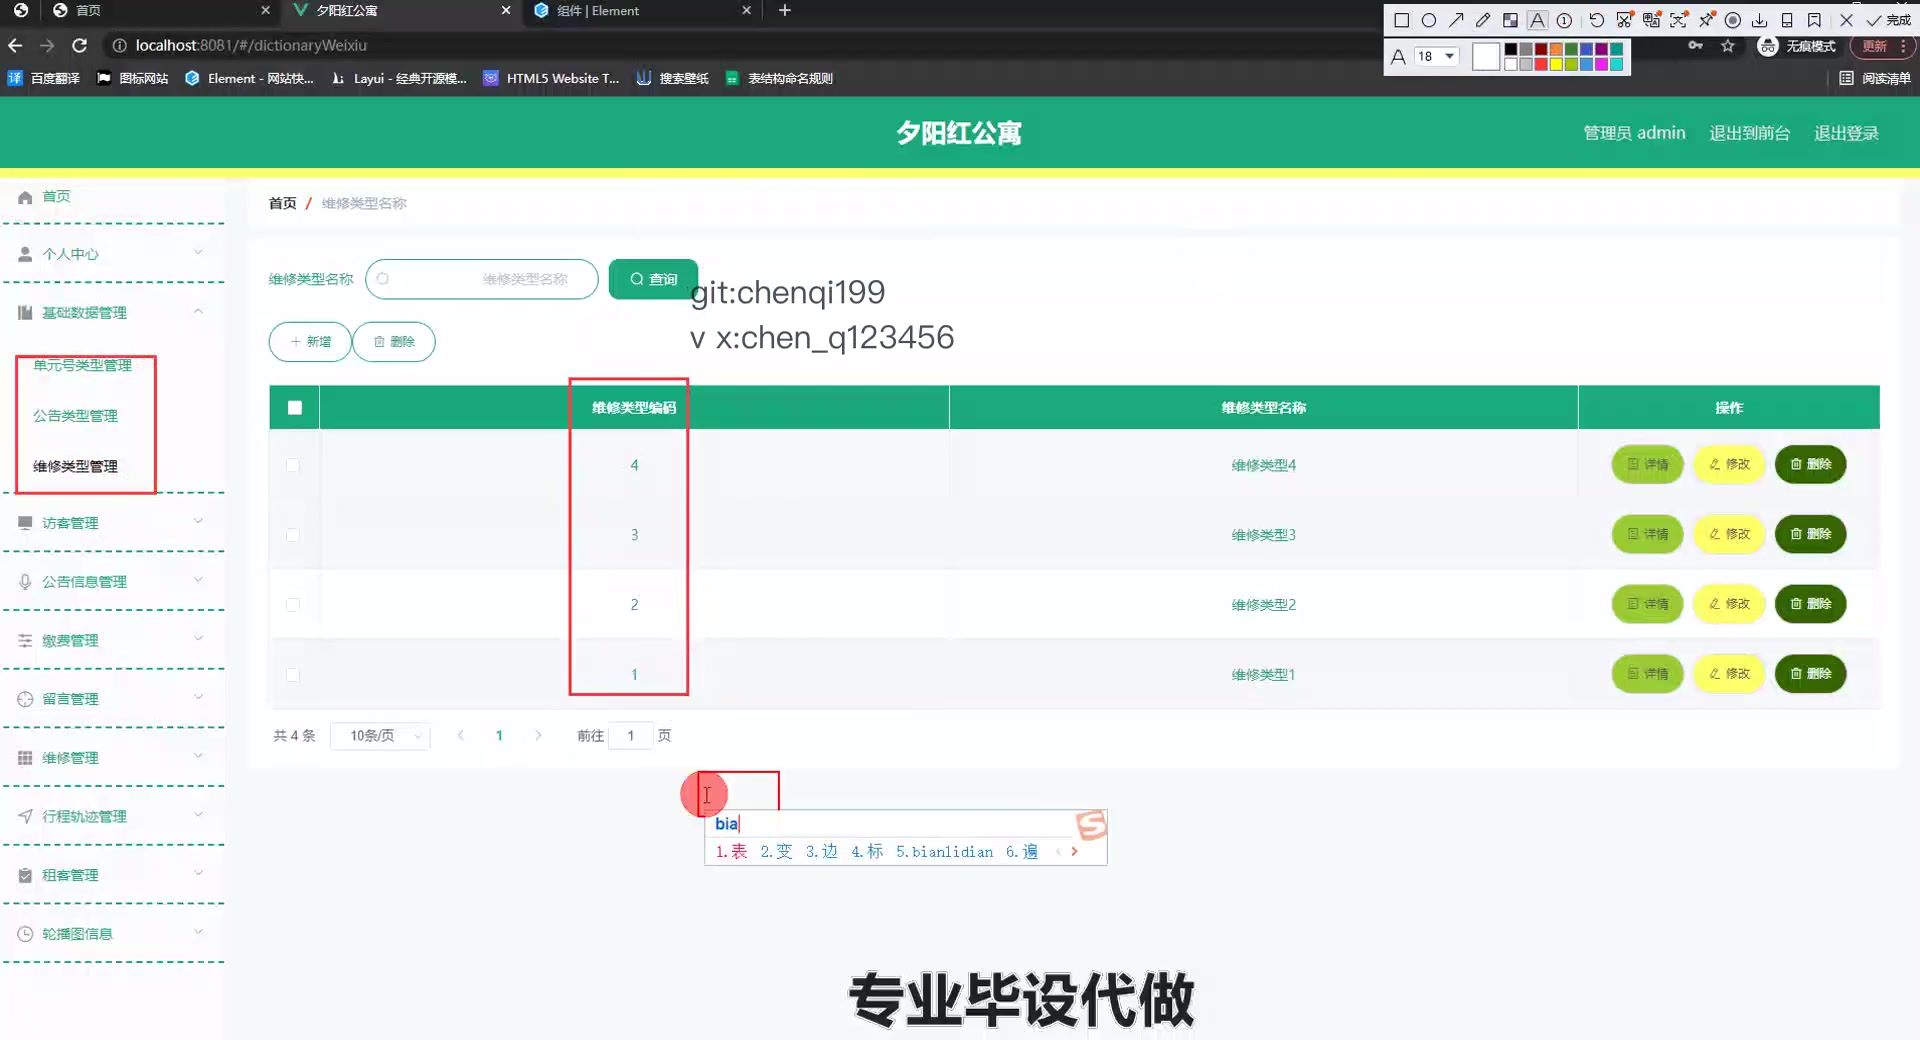 首页
夕阳红公寓
组件 | Element
localhost:8081/#/dictionaryWeixiu
无痕模式
更新
完成
A 18
百度翻译
图标网站
Element - 网站快...
Layui - 经典开源模...
HTML5 Website T...
搜索壁纸
表结构命名规则
阅读清单
夕阳红公寓
管理员 admin
退出到前台
退出登录
首页
个人中心
基础数据管理
单元号类型管理
公告类型管理
维修类型管理
访客管理
公告信息管理
缴费管理
留言管理
维修管理
行程轨迹管理
租客管理
轮播图信息
首页 / 维修类型名称
维修类型名称 维修类型名称 查询
git:chenqi199
v x:chen_q123456
新增 删除
维修类型编码 维修类型名称 操作
4 维修类型4 详情 修改 删除
3 维修类型3 详情 修改 删除
2 维修类型2 详情 修改 删除
1 维修类型1 详情 修改 删除
共 4 条 10条/页 1 前往 1 页
bia
1.表 2.变 3.边 4.标 5.bianlidian 6.遍
专业毕设代做